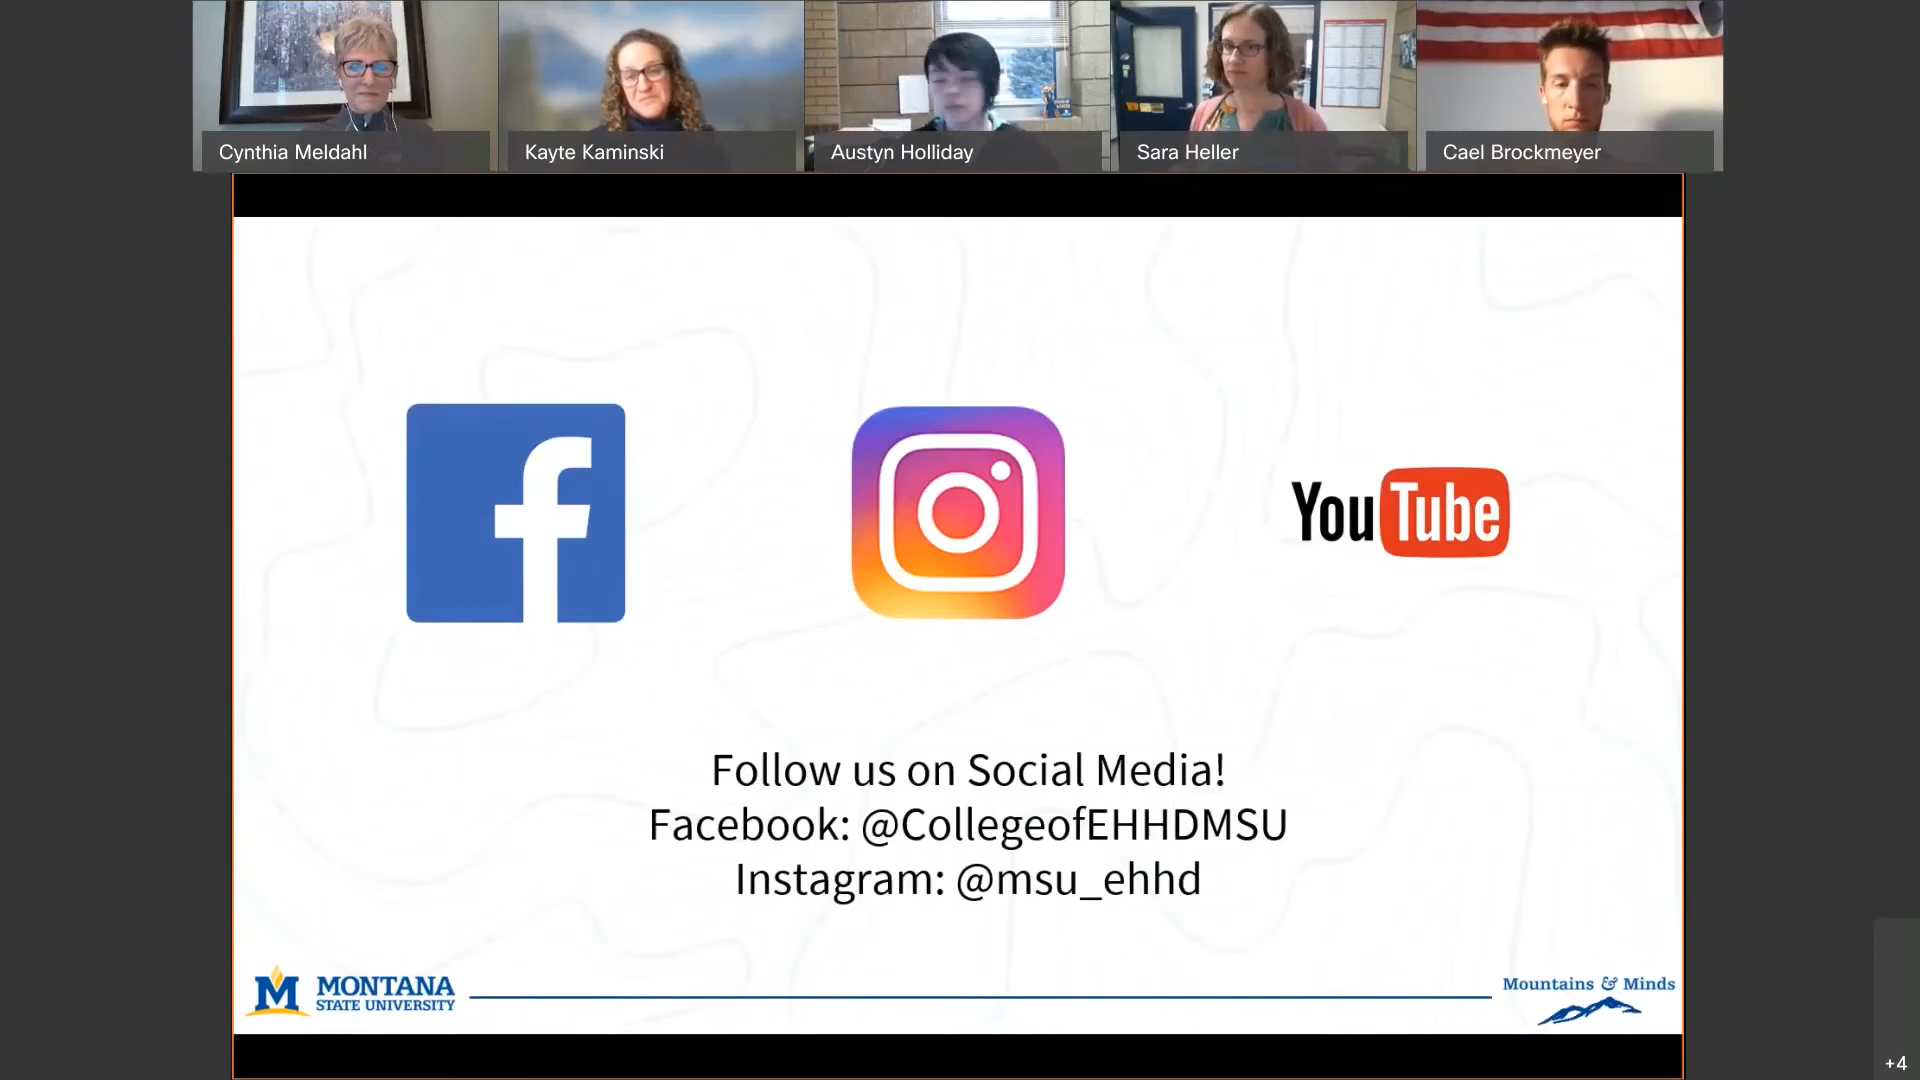 Cynthia Meldahl
Kayte Kaminski
Austyn Holliday
Sara Heller
Cael Brockmeyer
f
YouTube
Follow us on Social Media!
Facebook: @CollegeofEHHDMSU
Instagram: @msu_ehhd
M MONTANA
STATE UNIVERSITY
Mountains & Minds
+4